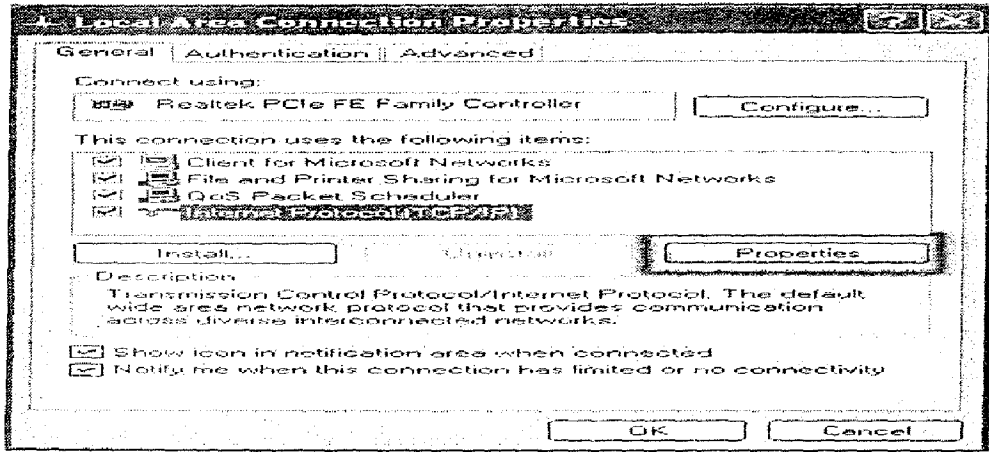 Local Area Connection Properties
General Authentication Advanced
Connect using:
Realtek PCIe FE Family Controller Configure...
This connection uses the following items:
Client for Microsoft Networks
File and Printer Sharing for Microsoft Networks
QoS Packet Scheduler
Internet Protocol (TCP/IP)
Install... Uninstall Properties
Description
Transmission Control Protocol/Internet Protocol. The default
wide area network protocol that provides communication
across diverse interconnected networks.
Show icon in notification area when connected
Notify me when this connection has limited or no connectivity
OK Cancel